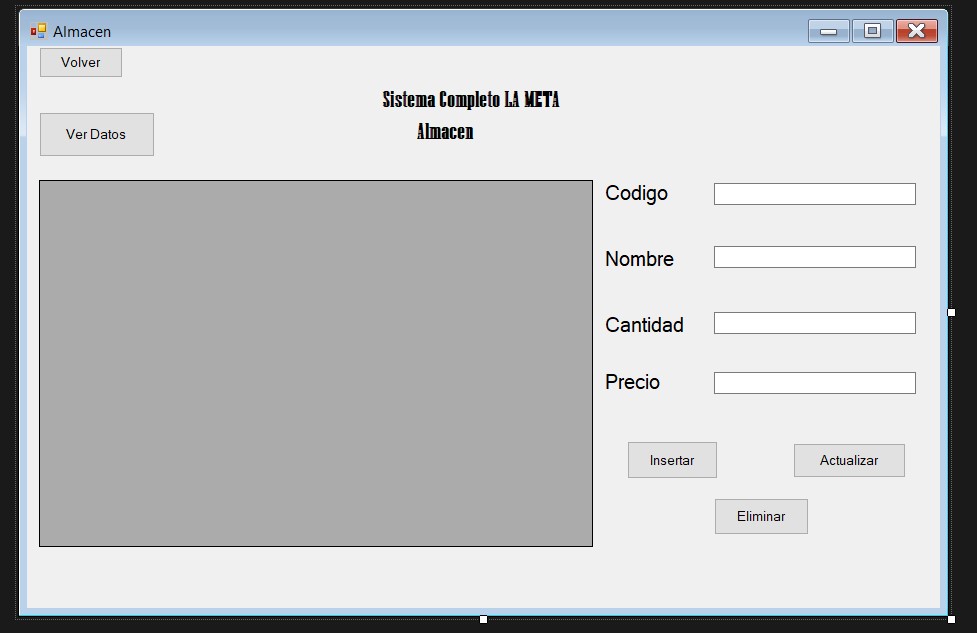 Almacen
Volver
Sistema Completo LA META
Almacen
Ver Datos
Codigo
Nombre
Cantidad
Precio
Insertar
Actualizar
Eliminar